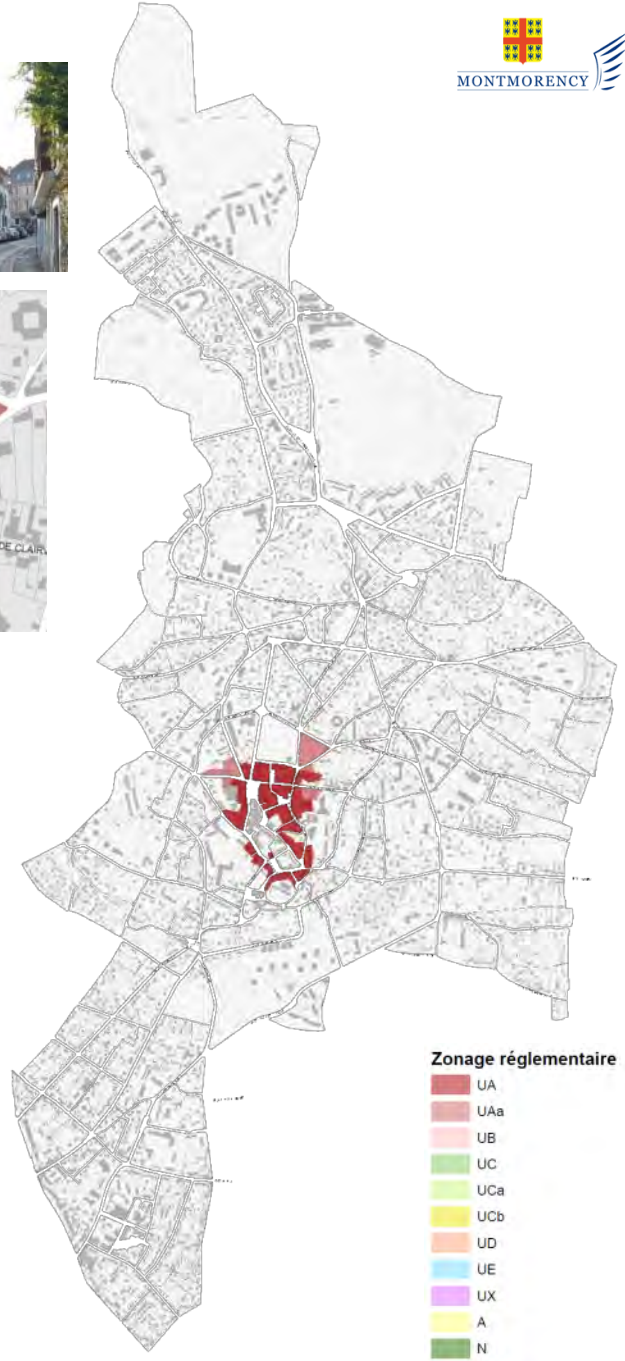 MONTMORENCY
DE CLAIRV
Zonage réglementaire
UA
UAa
UB
UC
UCa
UCb
UD
UE
UX
A
N